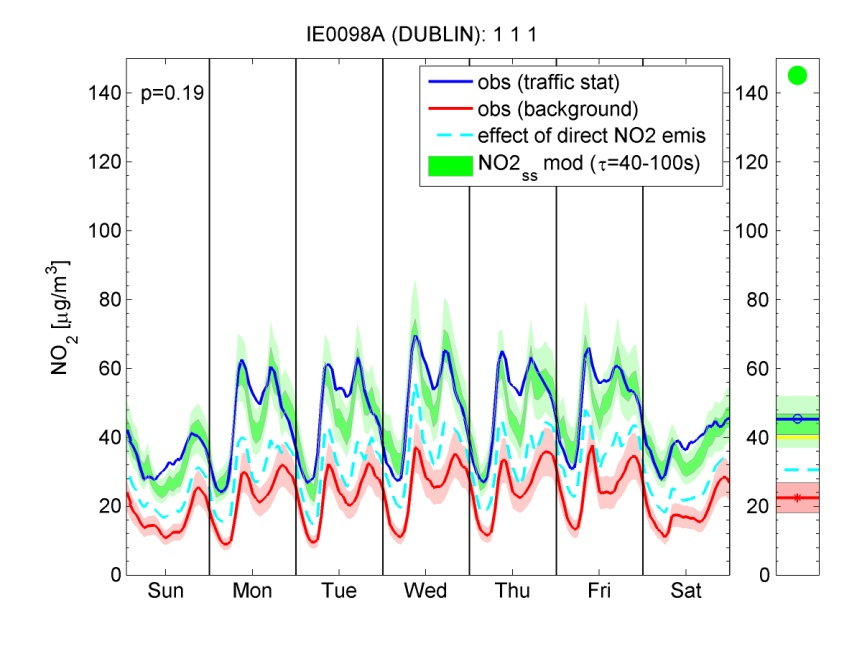 IE0098A (DUBLIN): 1 1 1
p=0.19
obs (traffic stat)
obs (background)
effect of direct NO2 emis
NO2ss mod (τ=40-100s)
NO2 [μg/m3]
140
120
100
80
60
40
20
0
Sun Mon Tue Wed Thu Fri Sat
140
120
100
80
60
40
20
0